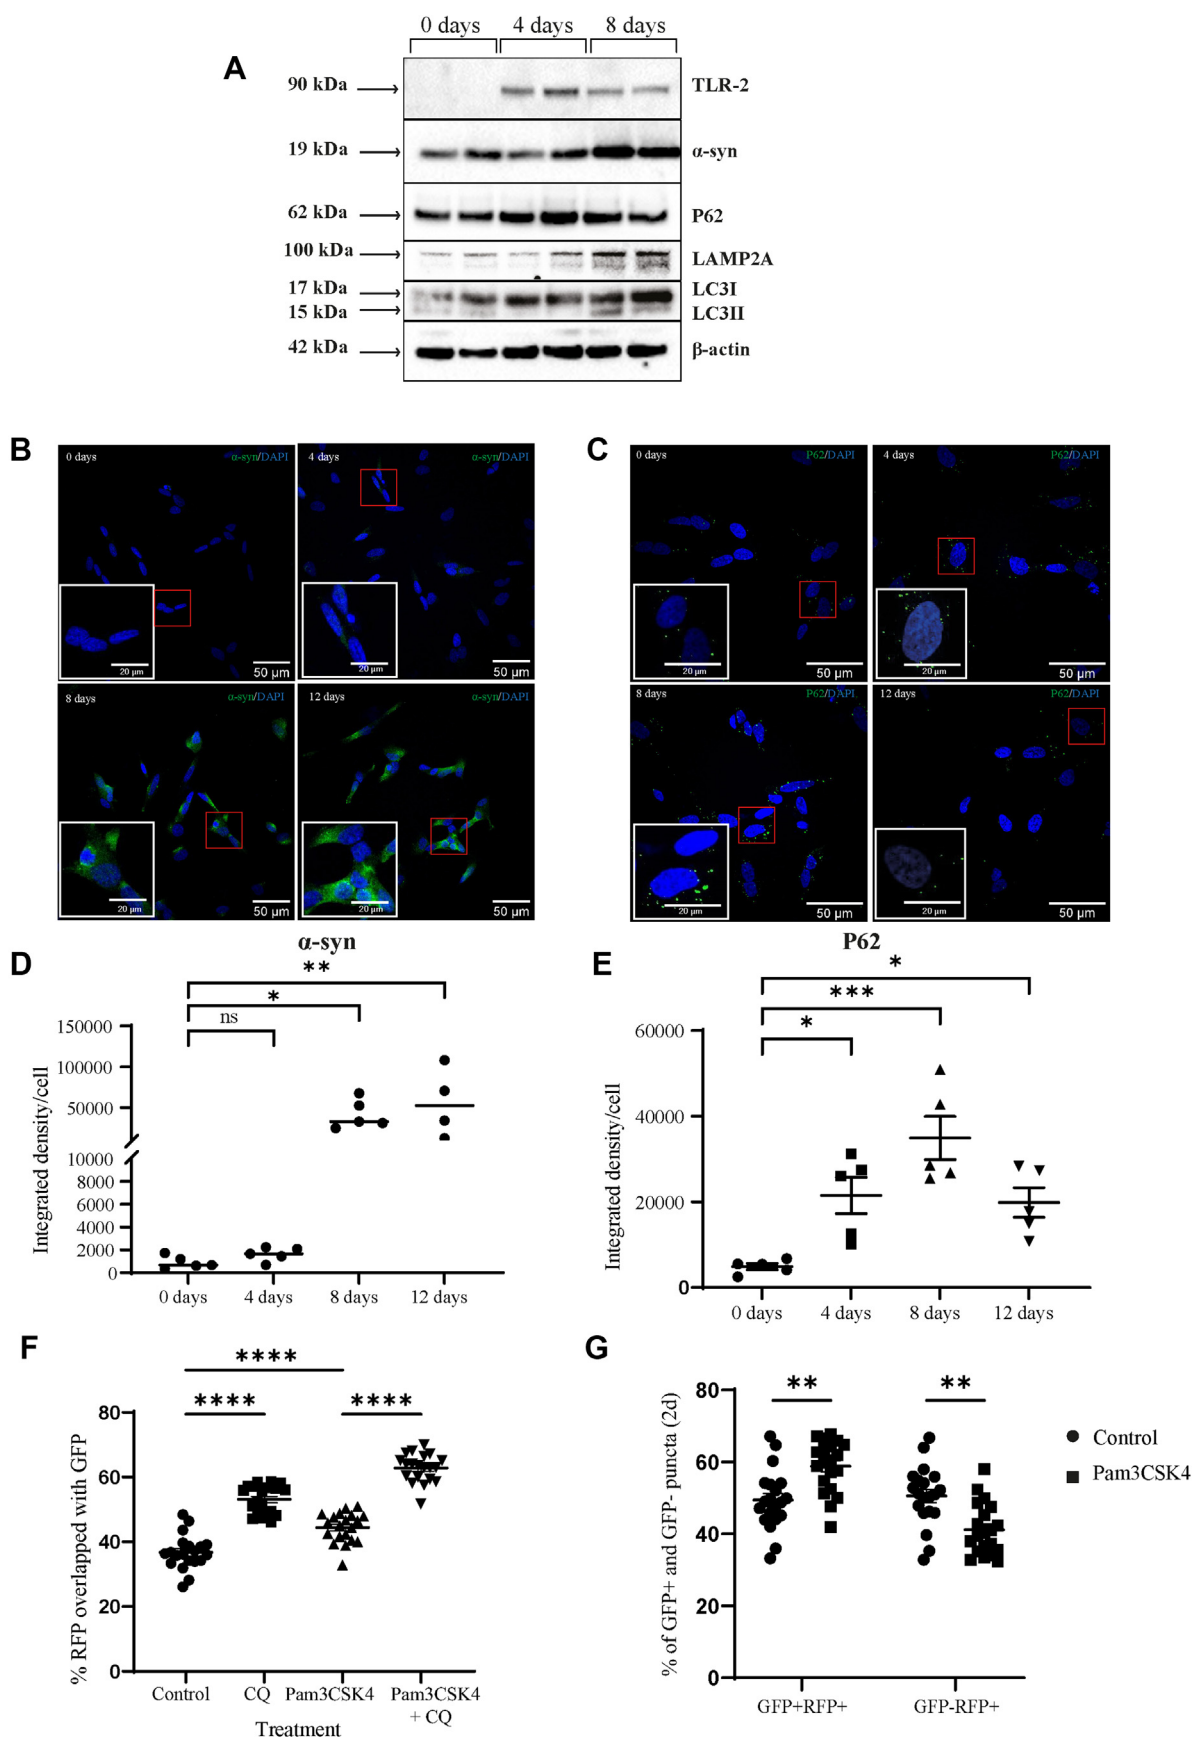 0 days 4 days 8 days
A
90 kDa TLR-2
19 kDa α-syn
62 kDa P62
100 kDa LAMP2A
17 kDa LC3I
15 kDa LC3II
42 kDa β-actin
B
0 days α-syn/DAPI
20 µm
50 µm
4 days α-syn/DAPI
20 µm
50 µm
8 days α-syn/DAPI
20 µm
50 µm
12 days α-syn/DAPI
20 µm
50 µm
C
0 days P62/DAPI
20 µm
50 µm
4 days P62/DAPI
20 µm
50 µm
8 days P62/DAPI
20 µm
50 µm
12 days P62/DAPI
20 µm
50 µm
D
α-syn
**
*
ns
Integrated density/cell
150000
100000
50000
10000
8000
6000
4000
2000
0
0 days 4 days 8 days 12 days
E
P62
*
***
*
Integrated density/cell
60000
40000
20000
0
0 days 4 days 8 days 12 days
F
****
**** ****
% RFP overlapped with GFP
80
60
40
20
0
Control CQ Pam3CSK4 Pam3CSK4
+ CQ
Treatment
G
** **
% of GFP+ and GFP- puncta (2d)
80
60
40
20
0
GFP+RFP+ GFP-RFP+
Control
Pam3CSK4